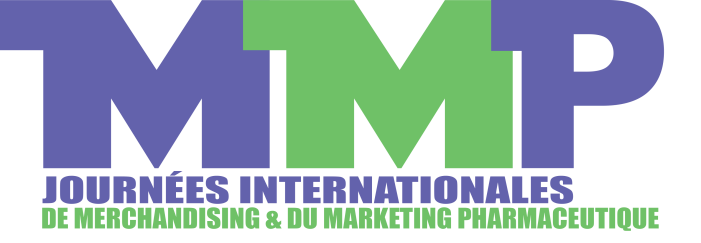 MMP
JOURNÉES INTERNATIONALES
DE MERCHANDISING & DU MARKETING PHARMACEUTIQUE